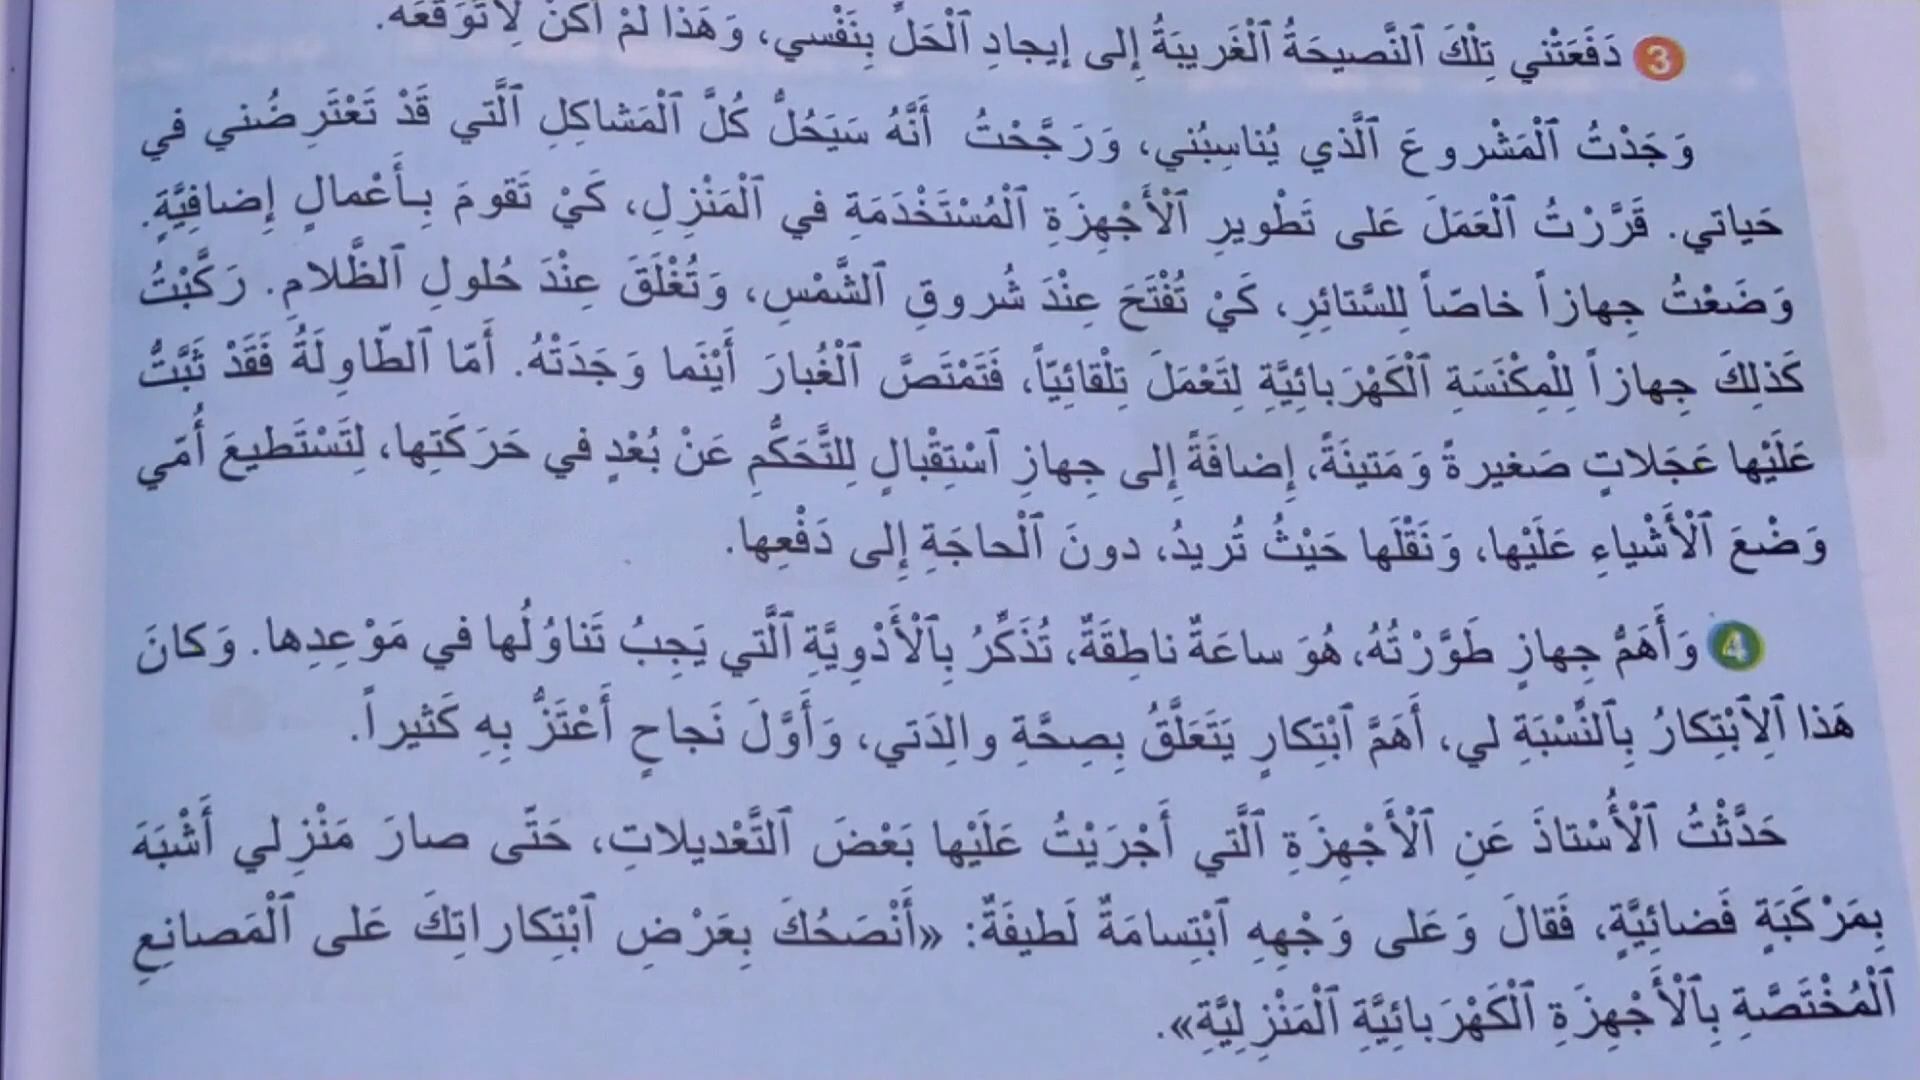 3 دَفَعَتْني تِلْكَ ٱلنَّصيحَةُ ٱلْغَريبَةُ إِلى إيجادِ ٱلْحَلِّ بِنَفْسي، وَهَذا لَمْ أَكُنْ لِأَتَوَقَّعَهُ.
وَجَدْتُ ٱلْمَشْروعَ ٱلَّذي يُناسِبُني، وَرَجَّحْتُ أَنَّهُ سَيَحُلُّ كُلَّ ٱلْمَشاكِلِ ٱلَّتي قَدْ تَعْتَرِضُني في
حَياتي. قَرَّرْتُ ٱلْعَمَلَ عَلى تَطْويرِ ٱلْأَجْهِزَةِ ٱلْمُسْتَخْدَمَةِ في ٱلْمَنْزِلِ، كَيْ تَقومَ بِأَعْمالٍ إِضافِيَّةٍ.
وَضَعْتُ جِهازاً خاصّاً لِلسَّتائِرِ، كَيْ تُفْتَحَ عِنْدَ شُروقِ ٱلشَّمْسِ، وَتُغْلَقَ عِنْدَ حُلولِ ٱلظَّلامِ. رَكَّبْتُ
كَذلِكَ جِهازاً لِلْمِكْنَسَةِ ٱلْكَهْرَبائِيَّةِ لِتَعْمَلَ تِلْقائِيّاً، فَتَمْتَصَّ ٱلْغُبارَ أَيْنَما وَجَدَتْهُ. أَمّا ٱلطّاوِلَةُ فَقَدْ ثَبَّتُّ
عَلَيْها عَجَلاتٍ صَغيرةً وَمَتينَةً، إِضافَةً إِلى جِهازِ ٱسْتِقْبالٍ لِلتَّحَكُّمِ عَنْ بُعْدٍ في حَرَكَتِها، لِتَسْتَطيعَ أُمّي
وَضْعَ ٱلْأَشْياءِ عَلَيْها، وَنَقْلَها حَيْثُ تُريدُ، دونَ ٱلْحاجَةِ إِلى دَفْعِها.
4 وَأَهَمُّ جِهازٍ طَوَّرْتُهُ، هُوَ ساعَةٌ ناطِقَةٌ، تُذَكِّرُ بِٱلْأَدْوِيَّةِ ٱلَّتي يَجِبُ تَناوُلُها في مَوْعِدِها. وَكانَ
هَذا ٱلِٱبْتِكارُ بِٱلنِّسْبَةِ لي، أَهَمَّ ٱبْتِكارٍ يَتَعَلَّقُ بِصِحَّةِ والِدَتي، وَأَوَّلَ نَجاحٍ أَعْتَزُّ بِهِ كَثيراً.
حَدَّثْتُ ٱلْأُسْتاذَ عَنِ ٱلْأَجْهِزَةِ ٱلَّتي أَجْرَيْتُ عَلَيْها بَعْضَ ٱلتَّعْديلاتِ، حَتّى صارَ مَنْزِلي أَشْبَهَ
بِمَرْكَبَةٍ فَضائِيَّةٍ، فَقالَ وَعَلى وَجْهِهِ ٱبْتِسامَةٌ لَطيفَةٌ: «أَنْصَحُكَ بِعَرْضِ ٱبْتِكاراتِكَ عَلى ٱلْمَصانِعِ
ٱلْمُخْتَصَّةِ بِٱلْأَجْهِزَةِ ٱلْكَهْرَبائِيَّةِ ٱلْمَنْزِلِيَّةِ».